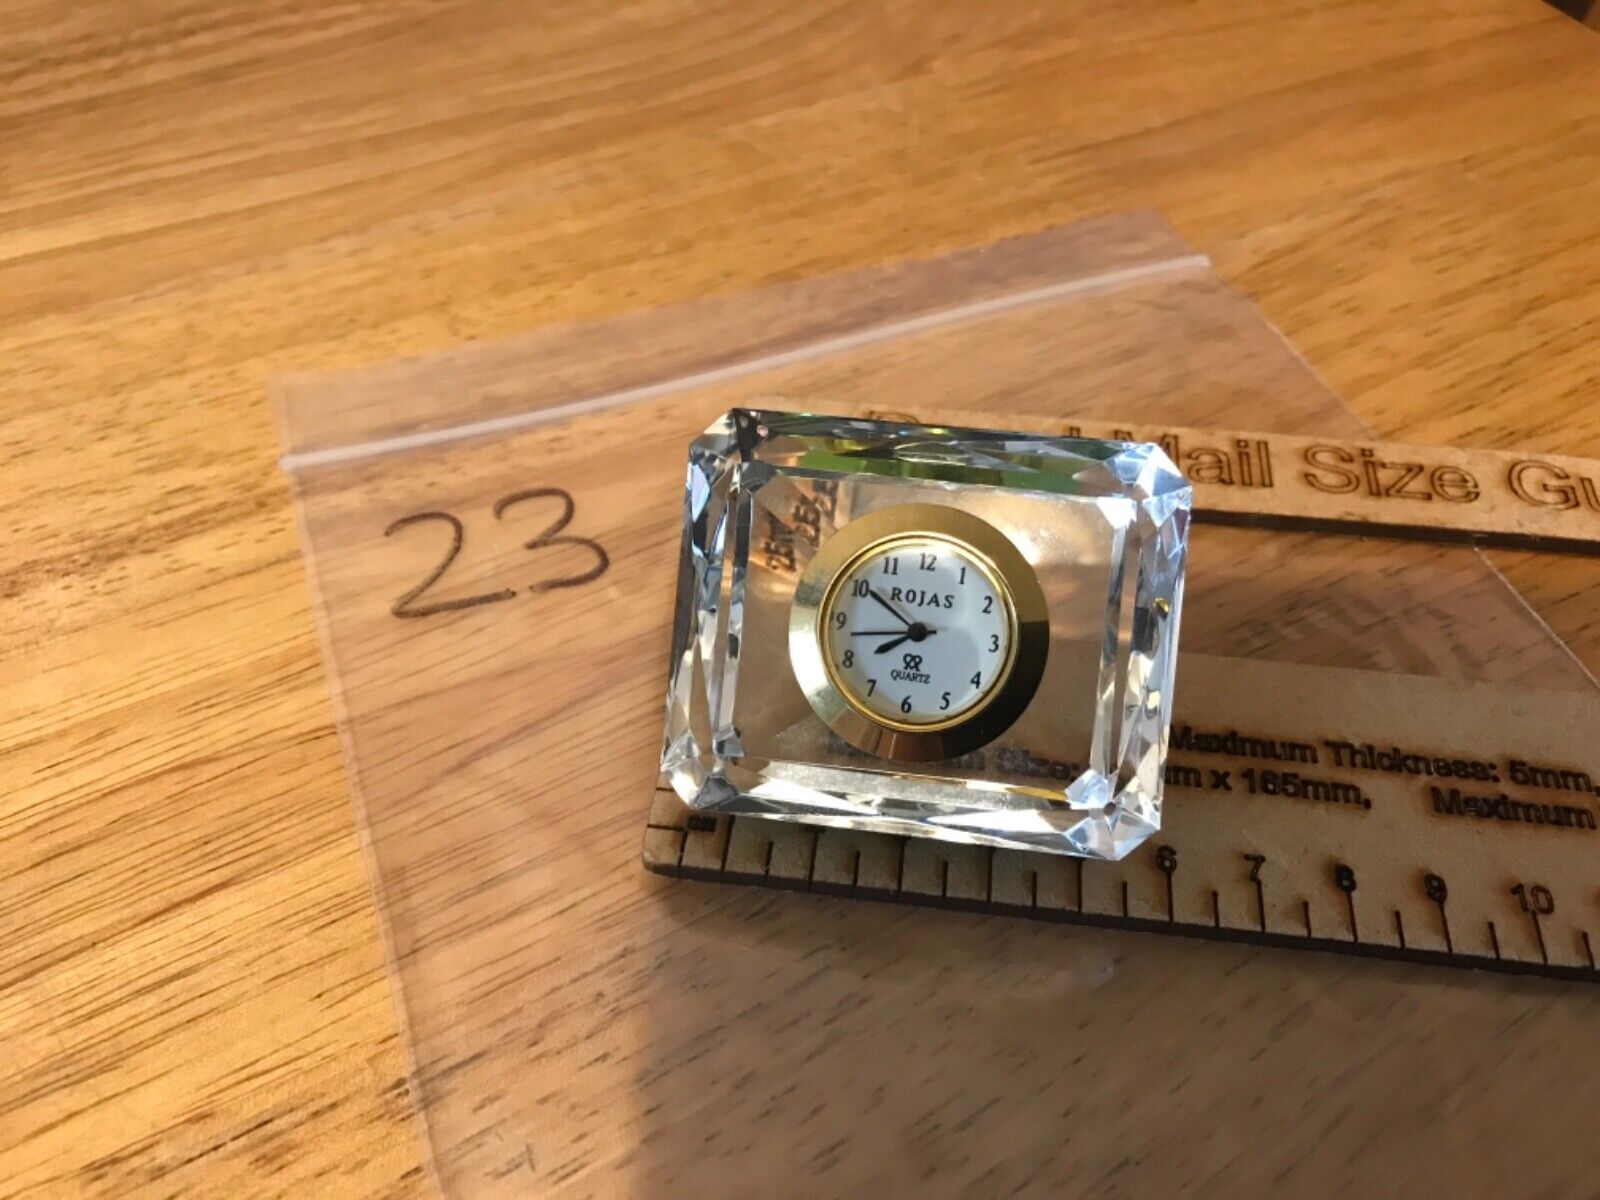 23
Mail Size Gu
12
11 1
10 2
ROJAS
9 3
8 4
QUARTZ
7 5
6
Maximum Thickness: 5mm,
x 165mm, Maximum
6 7 8 9 10